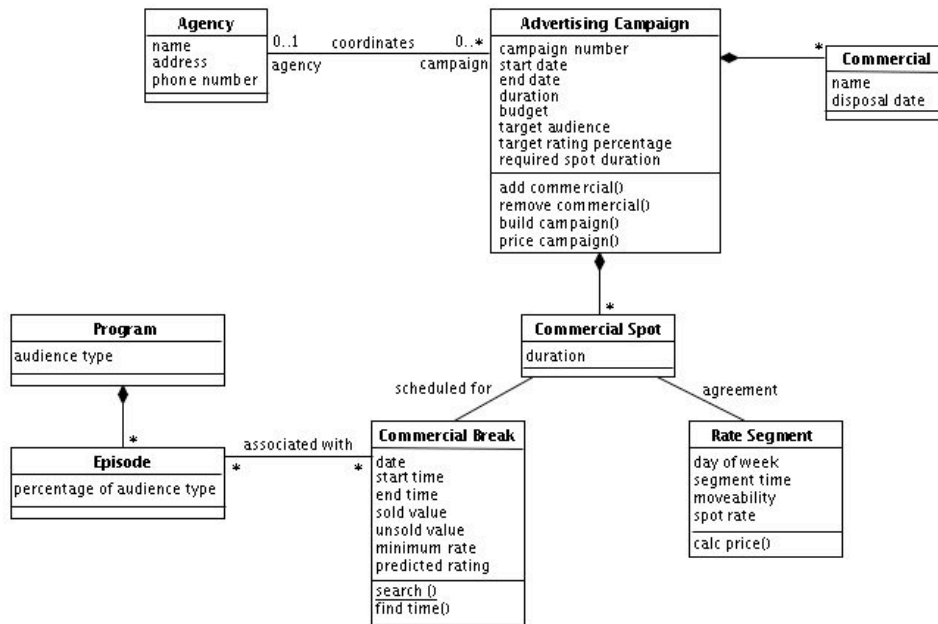 Agency
name
address
phone number
0..1 coordinates 0..*
agency campaign
Advertising Campaign
campaign number
start date
end date
duration
budget
target audience
target rating percentage
required spot duration
add commercial()
remove commercial()
build campaign()
price campaign()
*
Commercial
name
disposal date
*
Commercial Spot
duration
Program
audience type
*
scheduled for
agreement
Episode
percentage of audience type
associated with
* *
Commercial Break
date
start time
end time
sold value
unsold value
minimum rate
predicted rating
search ()
find time()
Rate Segment
day of week
segment time
moveability
spot rate
calc price()